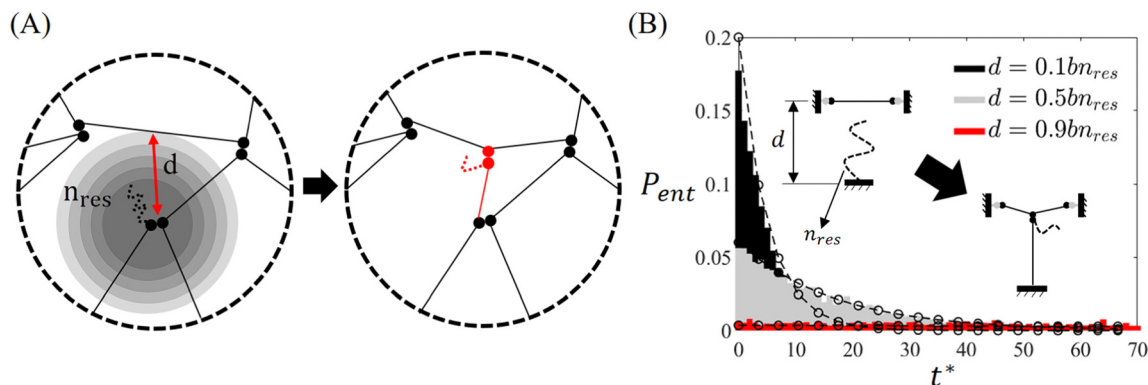 (A)
d
n_res
(B)
P_ent
0.2
0.15
0.1
0.05
0
0 10 20 30 40 50 60 70
t*
d = 0.1bn_res
d = 0.5bn_res
d = 0.9bn_res
d
n_res